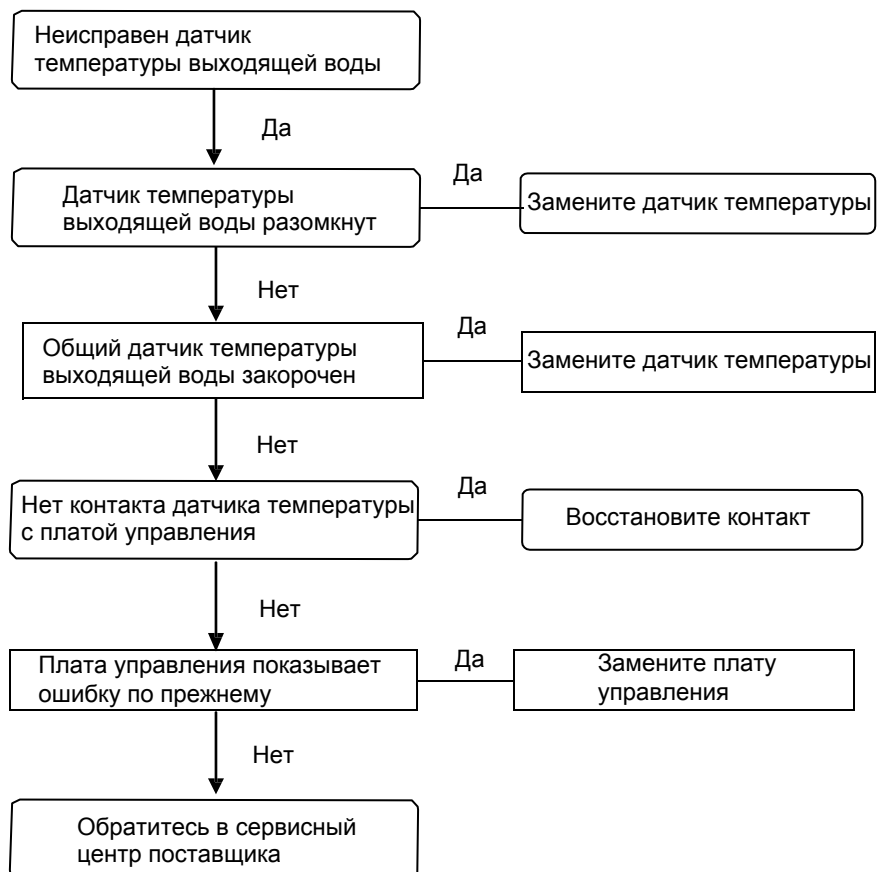 Неисправен датчик
температуры выходящей воды
Да
Датчик температуры
выходящей воды разомкнут
Да
Замените датчик температуры
Нет
Общий датчик температуры
выходящей воды закорочен
Да
Замените датчик температуры
Нет
Нет контакта датчика температуры
с платой управления
Да
Восстановите контакт
Нет
Плата управления показывает
ошибку по прежнему
Да
Замените плату
управления
Нет
Обратитесь в сервисный
центр поставщика